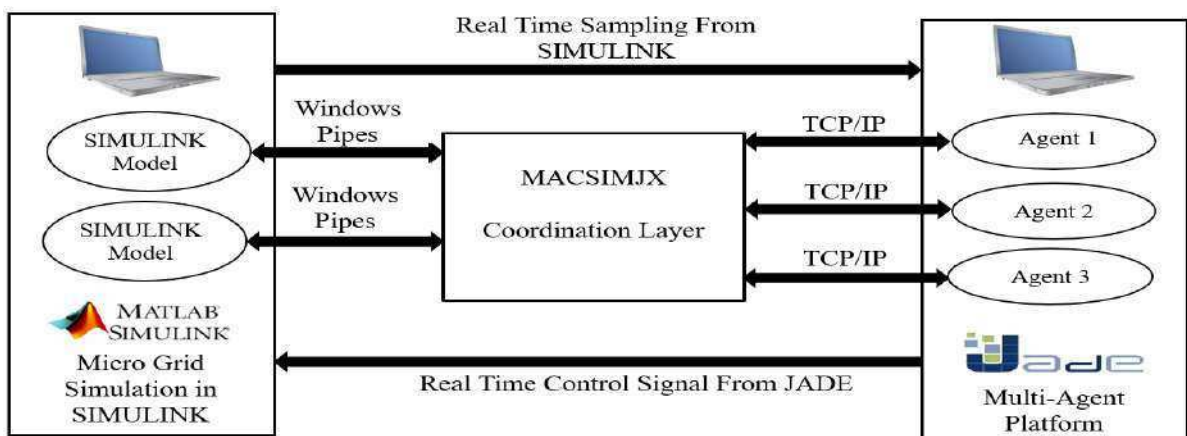 Real Time Sampling From
SIMULINK
SIMULINK
Model
Windows
Pipes
SIMULINK
Model
Windows
Pipes
MATLAB
SIMULINK
Micro Grid
Simulation in
SIMULINK
MACSIMJX
Coordination Layer
TCP/IP
Agent 1
TCP/IP
Agent 2
TCP/IP
Agent 3
Real Time Control Signal From JADE
Jade
Multi-Agent
Platform